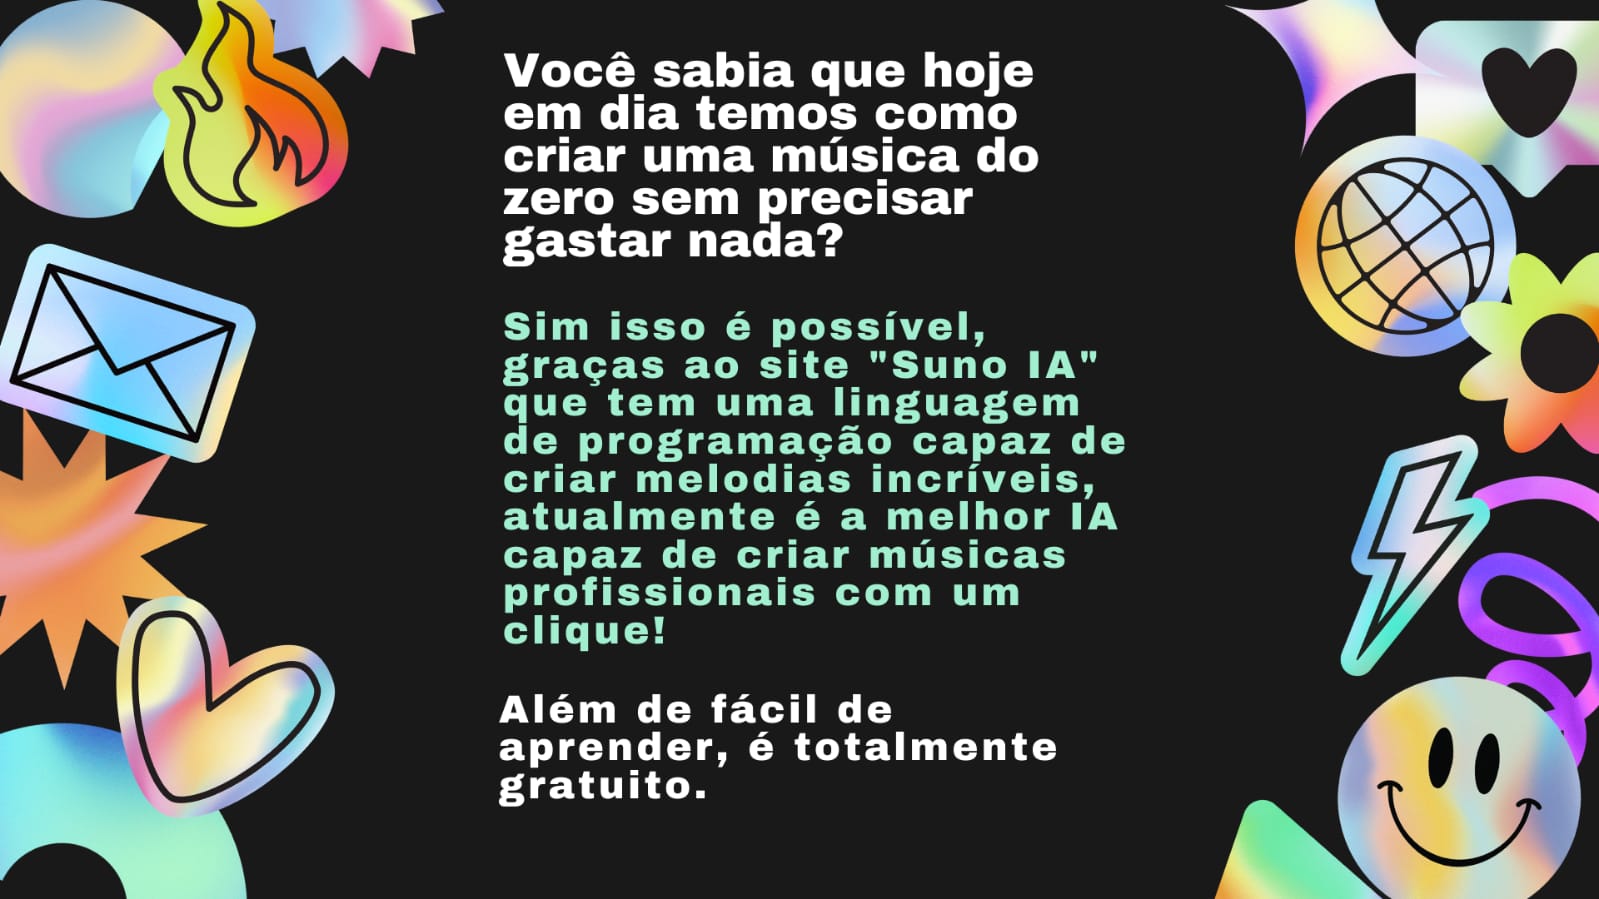 Você sabia que hoje
em dia temos como
criar uma música do
zero sem precisar
gastar nada?
Sim isso é possível,
graças ao site "Suno IA"
que tem uma linguagem
de programação capaz de
criar melodias incríveis,
atualmente é a melhor IA
capaz de criar músicas
profissionais com um
clique!
Além de fácil de
aprender, é totalmente
gratuito.